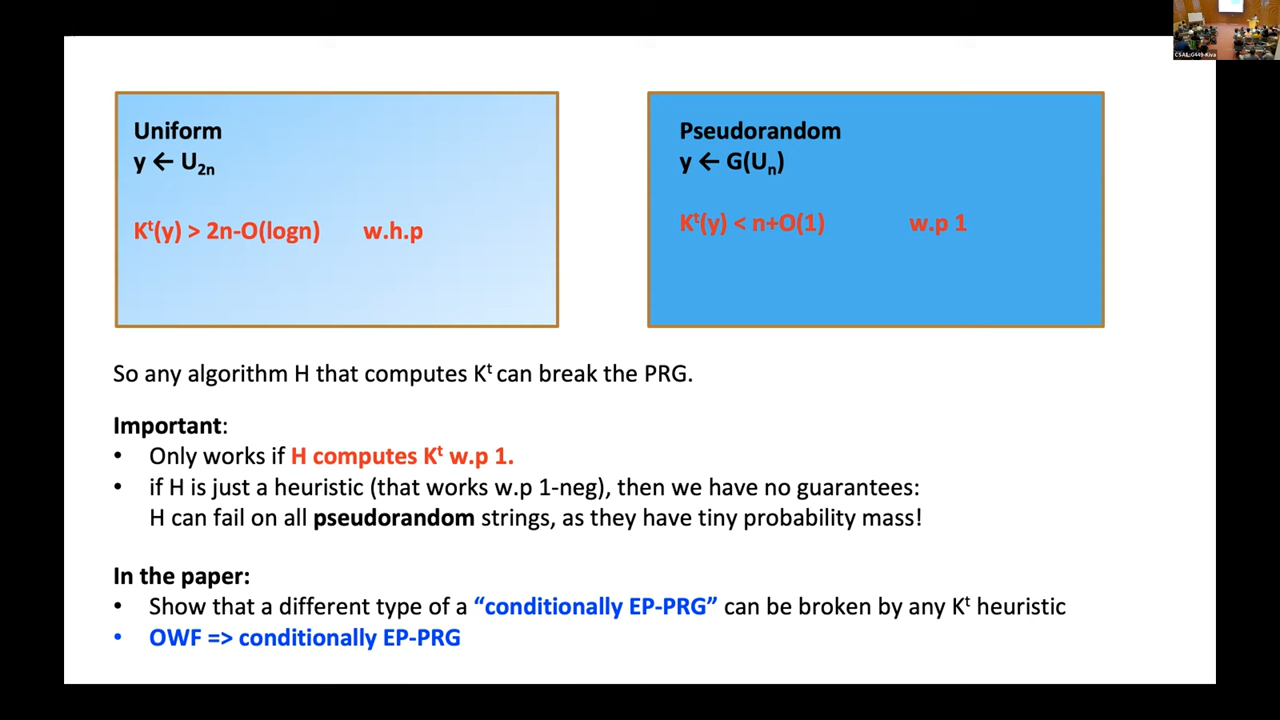 Uniform
y ← U₂ₙ
Kᵗ(y) > 2n-O(logn) w.h.p
Pseudorandom
y ← G(Uₙ)
Kᵗ(y) < n+O(1) w.p 1
So any algorithm H that computes Kᵗ can break the PRG.
Important:
• Only works if H computes Kᵗ w.p 1.
• if H is just a heuristic (that works w.p 1-neg), then we have no guarantees:
H can fail on all pseudorandom strings, as they have tiny probability mass!
In the paper:
• Show that a different type of a “conditionally EP-PRG” can be broken by any Kᵗ heuristic
• OWF => conditionally EP-PRG